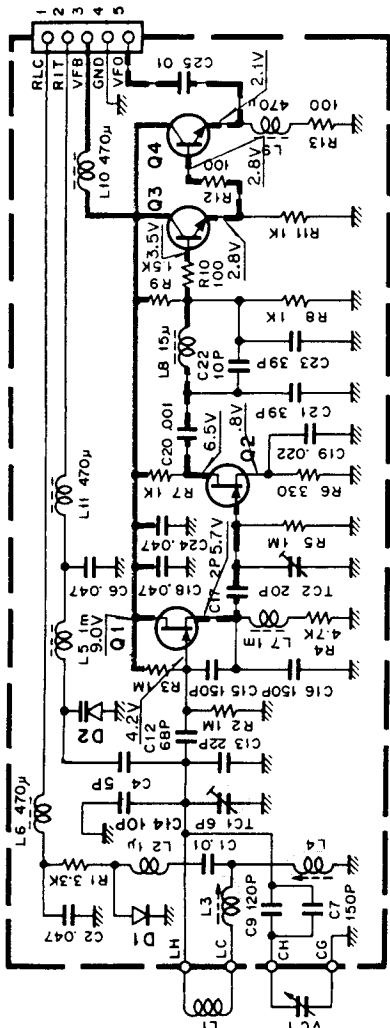 1
2
3
4
5
RLC
RIT
VFB
GND
VFO
C25 .01
L10 470μ
2.1V
Q4
470μ
L9
100
R13
100
R12
2.8V
Q3
3.5V
1.5K
R9
R10
100
2.8V
R11 1K
L8 15μ
R8
1K
C22
10P
C23 39P
C21 39P
C20 .001
6.5V
Q2
.8V
C19 .022
R7 1K
R6 330
L11 470μ
C24 .047
C18 .047
C6 .047
R5 1M
C17 2P
5.7V
TC2 20P
L5 1m
9.0V
Q1
L7 1m
4.7K
R4
R3 1M
4.2V
C12
68P
C15 150P
C16 150P
R2 1M
D2
C13 22P
C4
5P
C14 10P
TC1 6P
L6 470μ
L2 1μ
R1 3.3K
C1 .01
C2 .047
D1
L3
L4
C9 120P
C7
150P
LH
LC
CH
CG